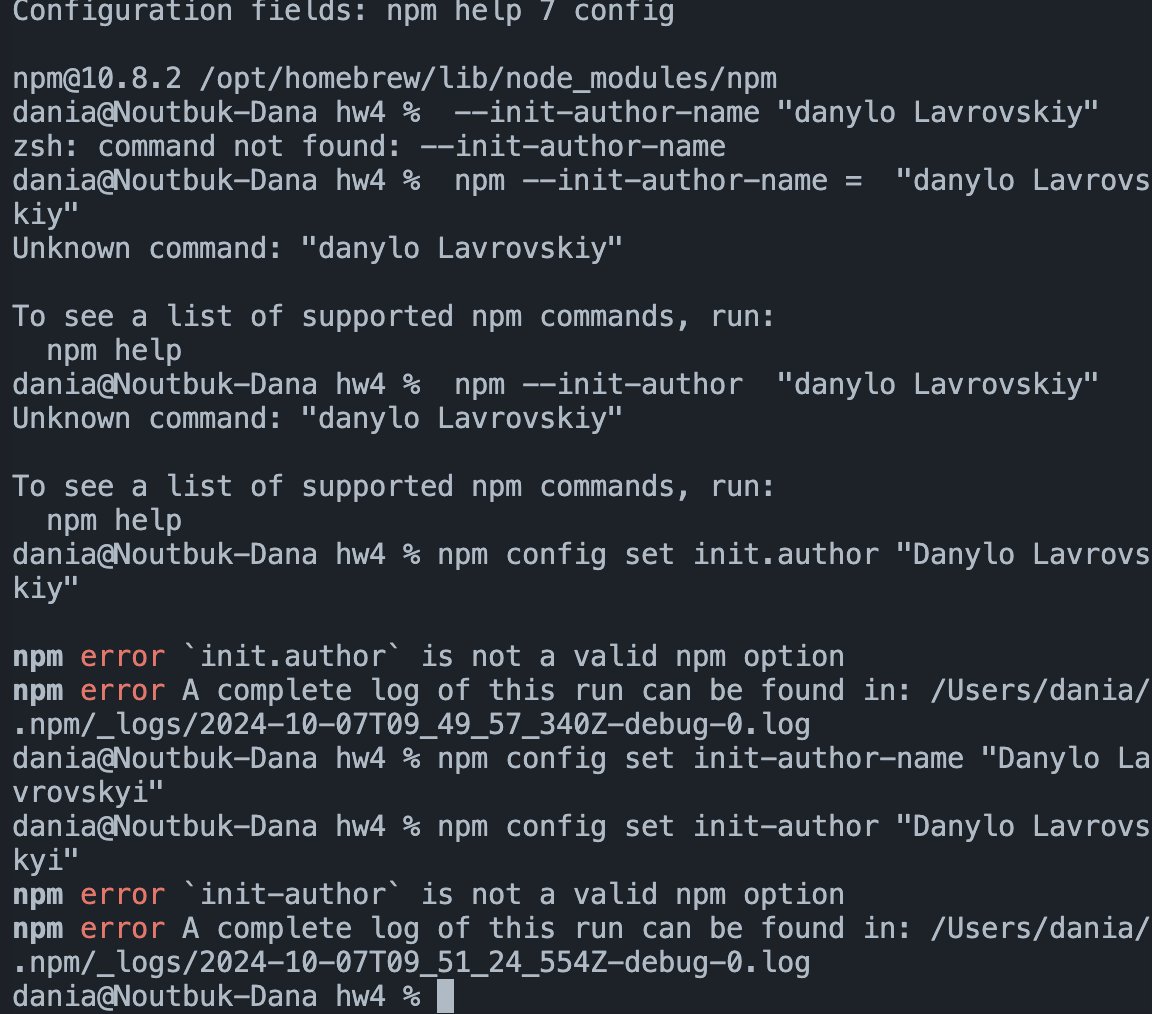 Configuration fields: npm help 7 config
npm@10.8.2 /opt/homebrew/lib/node_modules/npm
dania@Noutbuk-Dana hw4 %  --init-author-name "danylo Lavrovskiy"
zsh: command not found: --init-author-name
dania@Noutbuk-Dana hw4 %  npm --init-author-name =  "danylo Lavrovs
kiy"
Unknown command: "danylo Lavrovskiy"
To see a list of supported npm commands, run:
  npm help
dania@Noutbuk-Dana hw4 %  npm --init-author  "danylo Lavrovskiy"
Unknown command: "danylo Lavrovskiy"
To see a list of supported npm commands, run:
  npm help
dania@Noutbuk-Dana hw4 % npm config set init.author "Danylo Lavrovs
kiy"
npm error `init.author` is not a valid npm option
npm error A complete log of this run can be found in: /Users/dania/
.npm/_logs/2024-10-07T09_49_57_340Z-debug-0.log
dania@Noutbuk-Dana hw4 % npm config set init-author-name "Danylo La
vrovskyi"
dania@Noutbuk-Dana hw4 % npm config set init-author "Danylo Lavrovs
kyi"
npm error `init-author` is not a valid npm option
npm error A complete log of this run can be found in: /Users/dania/
.npm/_logs/2024-10-07T09_51_24_554Z-debug-0.log
dania@Noutbuk-Dana hw4 %